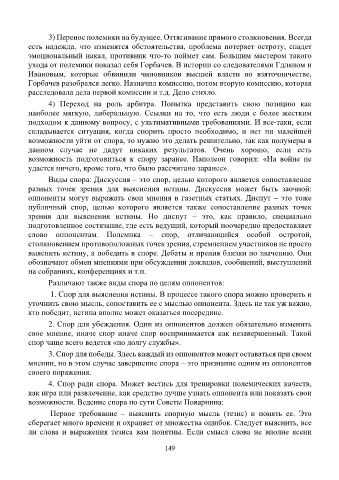 3) Перенос полемики на будущее. Оттягивание прямого столкновения. Всегда
есть надежда, что изменятся обстоятельства, проблема потеряет остроту, спадет
эмоциональный накал, противник что-то поймет сам. Большим мастером такого
ухода от полемики показал себя Горбачев. В истории со следователями Гдляном и
Ивановым, которые обвинили чиновников высшей власти во взяточничестве,
Горбачев разобрался легко. Назначил комиссию, потом вторую комиссию, которая
расследовала дела первой комиссии и т.д. Дело стихло.
4) Переход на роль арбитра. Попытка представить свою позицию как
наиболее мягкую, либеральную. Ссылки на то, что есть люди с более жестким
подходом к данному вопросу, с ультимативными требованиями. И все-таки, если
складывается ситуация, когда спорить просто необходимо, и нет ни малейшей
возможности уйти от спора, то нужно это делать решительно, так как полумеры в
данном случае не дадут никаких результатов. Очень хорошо, если есть
возможность подготовиться к спору заранее. Наполеон говорил: «На войне не
удастся ничего, кроме того, что было рассчитано заранее».
Виды спора: Дискуссия – это спор, целью которого является сопоставление
разных точек зрения для выяснения истины. Дискуссия может быть заочной:
оппоненты могут выражать свои мнения в газетных статьях. Диспут – это тоже
публичный спор, целью которого является также сопоставление разных точек
зрения для выяснения истины. Но диспут – это, как правило, специально
подготовленное состязание, где есть ведущий, который поочередно предоставляет
слово оппонентам. Полемика – спор, отличающийся особой остротой,
столкновением противоположных точек зрения, стремлением участников не просто
выяснить истину, а победить в споре. Дебаты и прения близки по значению. Они
обозначают обмен мнениями при обсуждении докладов, сообщений, выступлений
на собраниях, конференциях и т.п.
Различают также виды спора по целям оппонентов:
1. Спор для выяснения истины. В процессе такого спора можно проверить и
уточнить свою мысль, сопоставить ее с мыслью оппонента. Здесь не так уж важно,
кто победит, истина вполне может оказаться посередине.
2. Спор для убеждения. Один из оппонентов должен обязательно изменить
свое мнение, иначе спор иначе спор воспринимается как незавершенный. Такой
спор чаще всего ведется «по долгу службы».
3. Спор для победы. Здесь каждый из оппонентов может оставаться при своем
мнении, но в этом случае завершение спора – это признание одним из оппонентов
своего поражения.
4. Спор ради спора. Может вестись для тренировки полемических качеств,
как игра или развлечение, как средство лучше узнать оппонента или показать свои
возможности. Ведение спора по сути Советы Поварнина:
Первое требование – выяснить спорную мысль (тезис) и понять ее. Это
сберегает много времени и охраняет от множества ошибок. Следует выяснить, все
ли слова и выражения тезиса вам понятны. Если смысл слова не вполне ясени
149